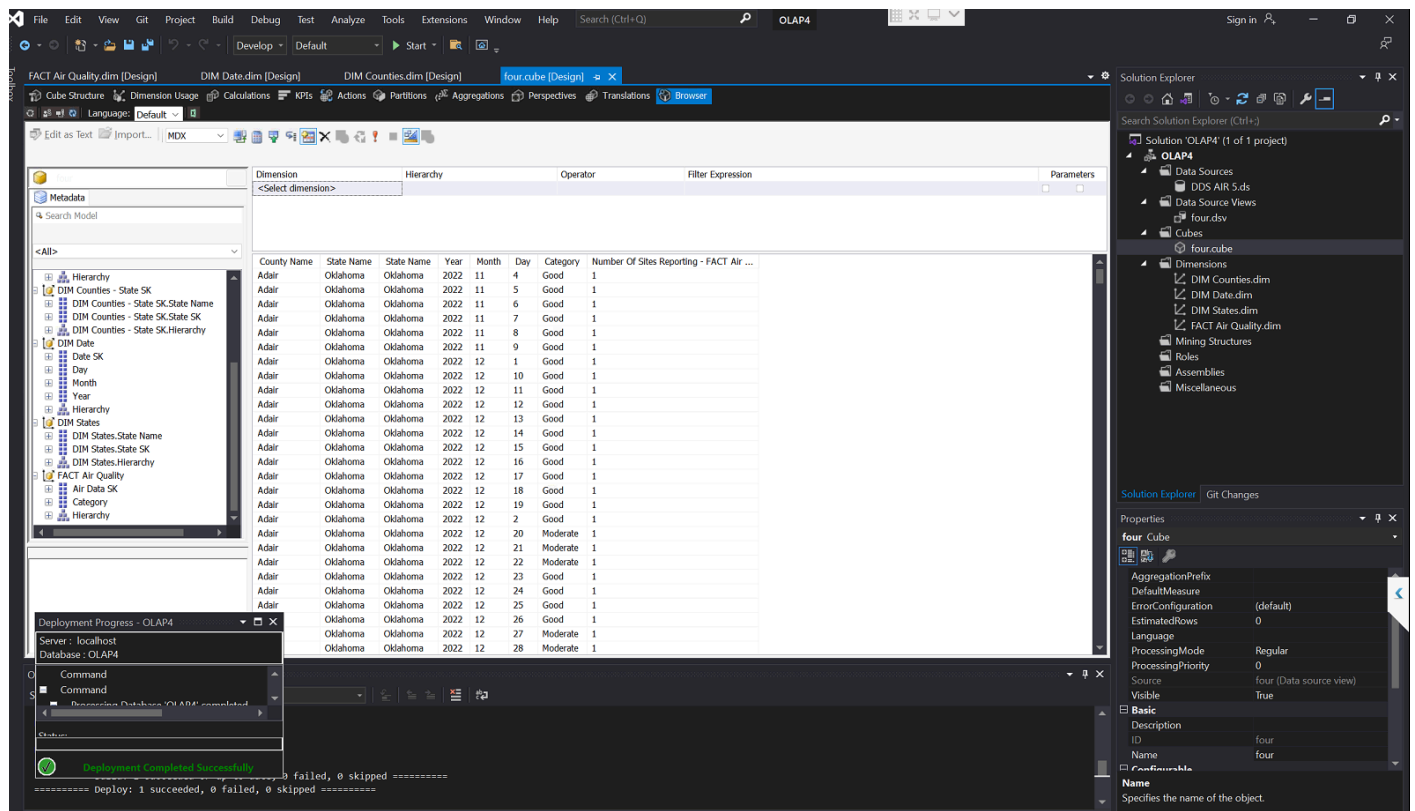 File Edit View Git Project Build Debug Test Analyze Tools Extensions Window Help Search (Ctrl+Q) OLAP4 Sign in
Develop Default Start
Toolbox
FACT Air Quality.dim [Design] DIM Date.dim [Design] DIM Counties.dim [Design] four.cube [Design]
Cube Structure Dimension Usage Calculations KPIs Actions Partitions Aggregations Perspectives Translations Browser
Language: Default
Edit as Text Import... MDX
Metadata
Search Model
<All>
Hierarchy
DIM Counties - State SK
DIM Counties - State SK.State Name
DIM Counties - State SK.State SK
DIM Counties - State SK.Hierarchy
DIM Date
Date SK
Day
Month
Year
Hierarchy
DIM States
DIM States.State Name
DIM States.State SK
DIM States.Hierarchy
FACT Air Quality
Air Data SK
Category
Hierarchy
Dimension Hierarchy Operator Filter Expression Parameters
<Select dimension>
County Name State Name State Name Year Month Day Category Number Of Sites Reporting - FACT Air ...
Adair Oklahoma Oklahoma 2022 11 4 Good 1
Adair Oklahoma Oklahoma 2022 11 5 Good 1
Adair Oklahoma Oklahoma 2022 11 6 Good 1
Adair Oklahoma Oklahoma 2022 11 7 Good 1
Adair Oklahoma Oklahoma 2022 11 8 Good 1
Adair Oklahoma Oklahoma 2022 11 9 Good 1
Adair Oklahoma Oklahoma 2022 12 1 Good 1
Adair Oklahoma Oklahoma 2022 12 10 Good 1
Adair Oklahoma Oklahoma 2022 12 11 Good 1
Adair Oklahoma Oklahoma 2022 12 12 Good 1
Adair Oklahoma Oklahoma 2022 12 13 Good 1
Adair Oklahoma Oklahoma 2022 12 14 Good 1
Adair Oklahoma Oklahoma 2022 12 15 Good 1
Adair Oklahoma Oklahoma 2022 12 16 Good 1
Adair Oklahoma Oklahoma 2022 12 17 Good 1
Adair Oklahoma Oklahoma 2022 12 18 Good 1
Adair Oklahoma Oklahoma 2022 12 19 Good 1
Adair Oklahoma Oklahoma 2022 12 2 Good 1
Adair Oklahoma Oklahoma 2022 12 20 Moderate 1
Adair Oklahoma Oklahoma 2022 12 21 Moderate 1
Adair Oklahoma Oklahoma 2022 12 22 Moderate 1
Adair Oklahoma Oklahoma 2022 12 23 Good 1
Adair Oklahoma Oklahoma 2022 12 24 Good 1
Adair Oklahoma Oklahoma 2022 12 25 Good 1
Oklahoma Oklahoma 2022 12 26 Good 1
Oklahoma Oklahoma 2022 12 27 Moderate 1
Oklahoma Oklahoma 2022 12 28 Moderate 1
Deployment Progress - OLAP4
Server : localhost
Database : OLAP4
Command
Command
Processing Database 'OLAP4' completed
Status:
Deployment Completed Successfully
0 failed, 0 skipped ==========
========== Deploy: 1 succeeded, 0 failed, 0 skipped ==========
Solution Explorer
Search Solution Explorer (Ctrl+;)
Solution 'OLAP4' (1 of 1 project)
OLAP4
Data Sources
DDS AIR 5.ds
Data Source Views
four.dsv
Cubes
four.cube
Dimensions
DIM Counties.dim
DIM Date.dim
DIM States.dim
FACT Air Quality.dim
Mining Structures
Roles
Assemblies
Miscellaneous
Solution Explorer Git Changes
Properties
four Cube
AggregationPrefix
DefaultMeasure
ErrorConfiguration (default)
EstimatedRows 0
Language
ProcessingMode Regular
ProcessingPriority 0
Source four (Data source view)
Visible True
Basic
Description
ID four
Name four
Configurable
Name
Specifies the name of the object.